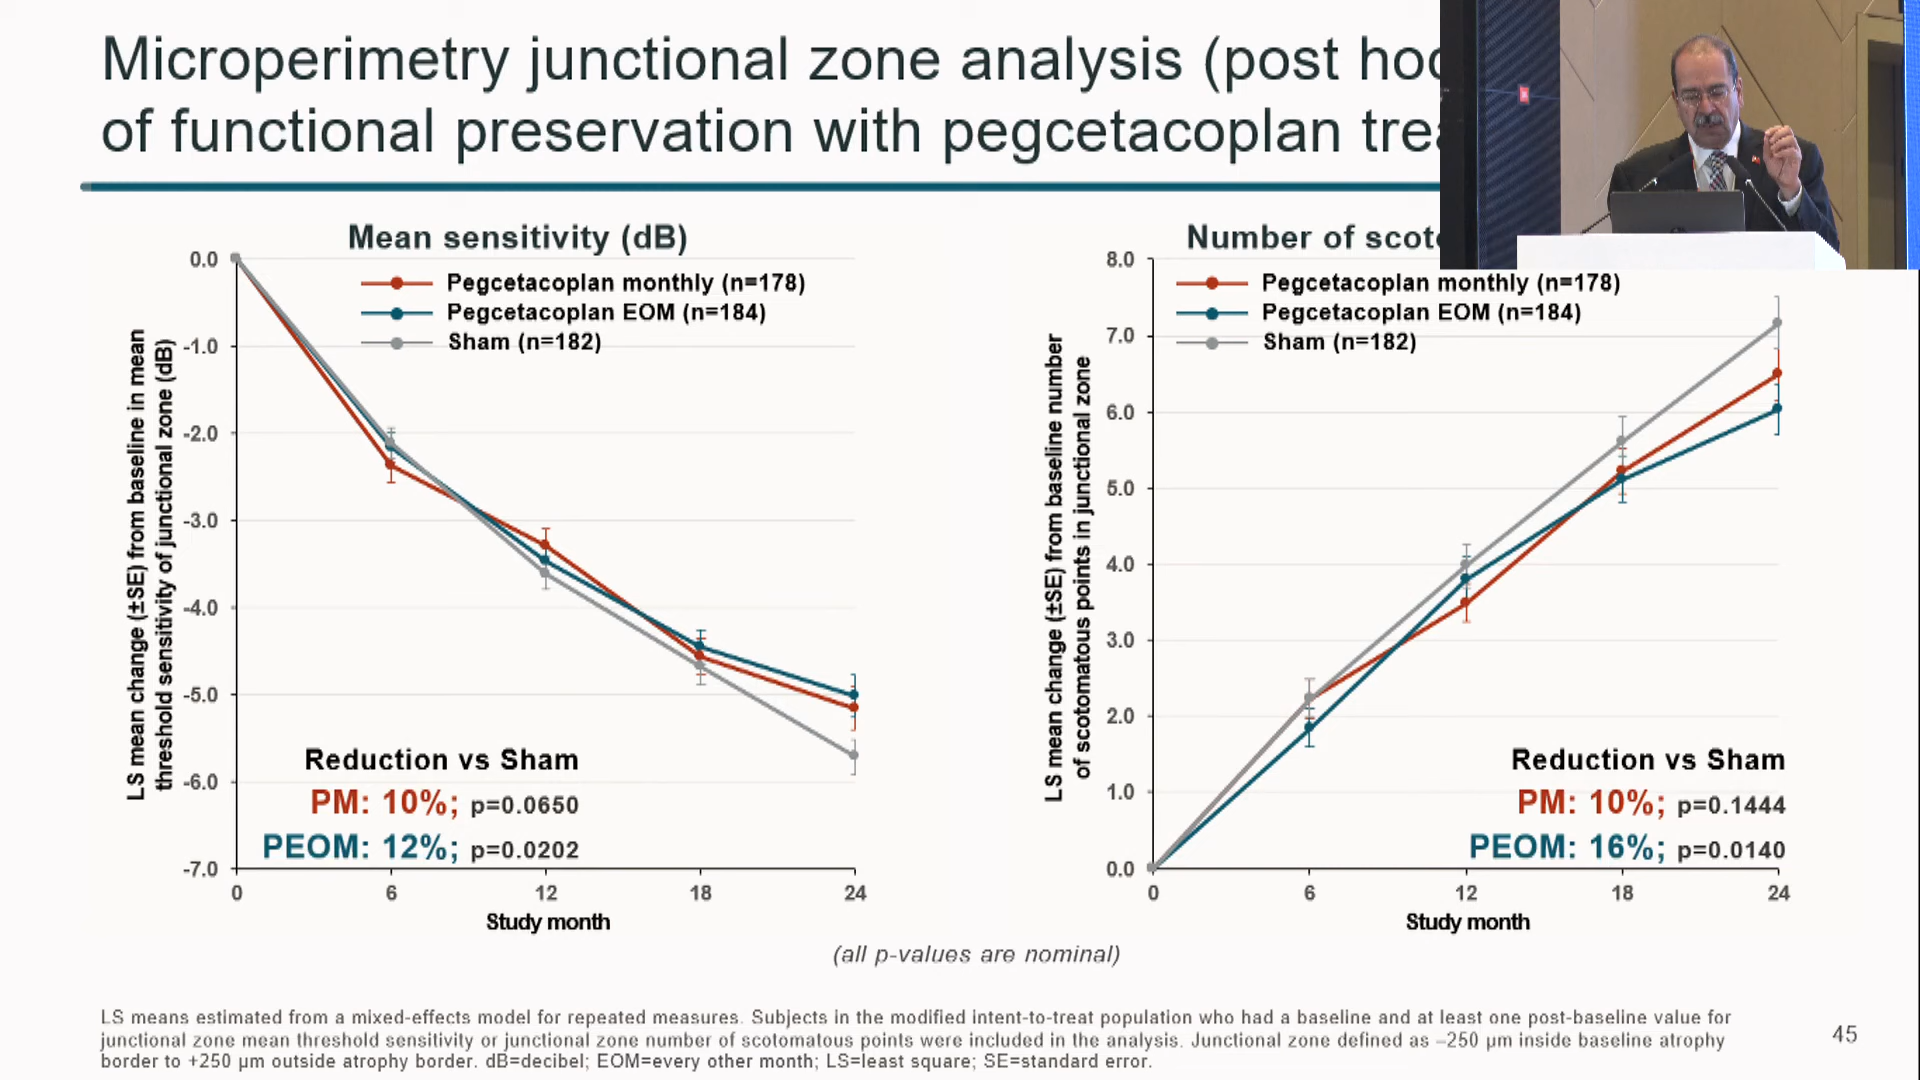 Microperimetry junctional zone analysis (post hoc
of functional preservation with pegcetacoplan
Mean sensitivity (dB)
Pegcetacoplan monthly (n=178)
Pegcetacoplan EOM (n=184)
Sham (n=182)
LS mean change (±SE) from baseline in mean
threshold sensitivity of junctional zone (dB)
0.0
-1.0
-2.0
-3.0
-4.0
-5.0
-6.0
-7.0
Reduction vs Sham
PM: 10%; p=0.0650
PEOM: 12%; p=0.0202
0 6 12 18 24
Study month
Number of
Pegcetacoplan monthly (n=178)
Pegcetacoplan EOM (n=184)
Sham (n=182)
LS mean change (±SE) from baseline number
of scotomatous points in junctional zone
8.0
7.0
6.0
5.0
4.0
3.0
2.0
1.0
0.0
Reduction vs Sham
PM: 10%; p=0.1444
PEOM: 16%; p=0.0140
0 6 12 18 24
Study month
(all p-values are nominal)
LS means estimated from a mixed-effects model for repeated measures. Subjects in the modified intent-to-treat population who had a baseline and at least one post-baseline value for
junctional zone mean threshold sensitivity or junctional zone number of scotomatous points were included in the analysis. Junctional zone defined as –250 µm inside baseline atrophy
border to +250 µm outside atrophy border. dB=decibel; EOM=every other month; LS=least square; SE=standard error.
45